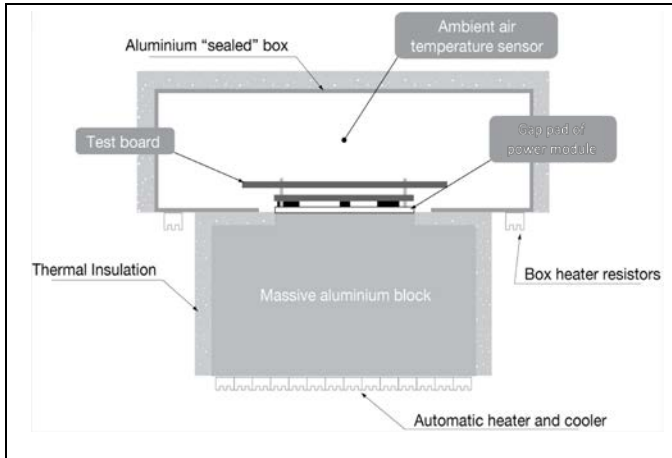 Ambient air
temperature sensor
Aluminium “sealed” box
Test board
Gap pad of
power module
Thermal Insulation
Box heater resistors
Massive aluminium block
Automatic heater and cooler